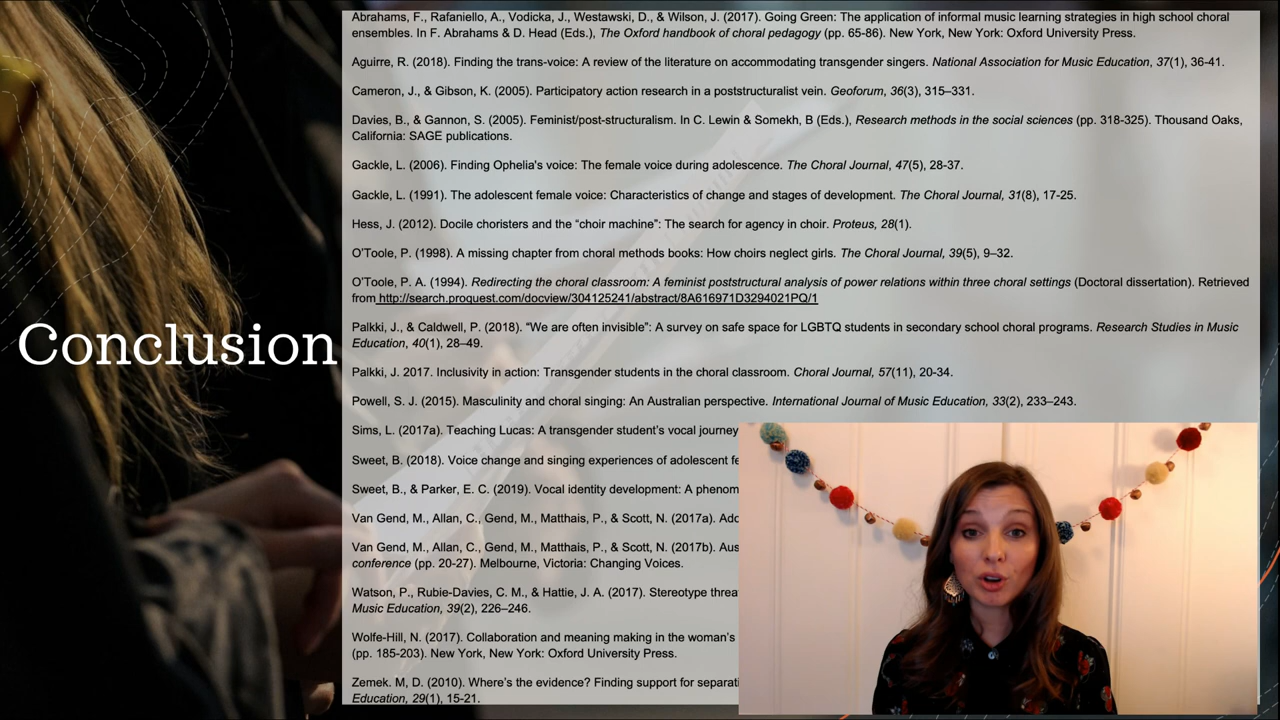 Conclusion
Abrahams, F., Rafaniello, A., Vodicka, J., Westawski, D., & Wilson, J. (2017). Going Green: The application of informal music learning strategies in high school choral
ensembles. In F. Abrahams & D. Head (Eds.), The Oxford handbook of choral pedagogy (pp. 65-86). New York, New York: Oxford University Press.
Aguirre, R. (2018). Finding the trans-voice: A review of the literature on accommodating transgender singers. National Association for Music Education, 37(1), 36-41.
Cameron, J., & Gibson, K. (2005). Participatory action research in a poststructuralist vein. Geoforum, 36(3), 315–331.
Davies, B., & Gannon, S. (2005). Feminist/post-structuralism. In C. Lewin & Somekh, B (Eds.), Research methods in the social sciences (pp. 318-325). Thousand Oaks,
California: SAGE publications.
Gackle, L. (2006). Finding Ophelia's voice: The female voice during adolescence. The Choral Journal, 47(5), 28-37.
Gackle, L. (1991). The adolescent female voice: Characteristics of change and stages of development. The Choral Journal, 31(8), 17-25.
Hess, J. (2012). Docile choristers and the “choir machine”: The search for agency in choir. Proteus, 28(1).
O’Toole, P. (1998). A missing chapter from choral methods books: How choirs neglect girls. The Choral Journal, 39(5), 9–32.
O’Toole, P. A. (1994). Redirecting the choral classroom: A feminist poststructural analysis of power relations within three choral settings (Doctoral dissertation). Retrieved
from http://search.proquest.com/docview/304125241/abstract/8A616971D3294021PQ/1
Palkki, J., & Caldwell, P. (2018). “We are often invisible”: A survey on safe space for LGBTQ students in secondary school choral programs. Research Studies in Music
Education, 40(1), 28–49.
Palkki, J. 2017. Inclusivity in action: Transgender students in the choral classroom. Choral Journal, 57(11), 20-34.
Powell, S. J. (2015). Masculinity and choral singing: An Australian perspective. International Journal of Music Education, 33(2), 233–243.
Sims, L. (2017a). Teaching Lucas: A transgender student’s vocal journey
Sweet, B. (2018). Voice change and singing experiences of adolescent
Sweet, B., & Parker, E. C. (2019). Vocal identity development: A
Van Gend, M., Allan, C., Gend, M., Matthais, P., & Scott, N. (2017a).
Van Gend, M., Allan, C., Gend, M., Matthais, P., & Scott, N. (2017b).
conference (pp. 20-27). Melbourne, Victoria: Changing Voices.
Watson, P., Rubie-Davies, C. M., & Hattie, J. A. (2017). Stereotype
Music Education, 39(2), 226–246.
Wolfe-Hill, N. (2017). Collaboration and meaning making in the woman’s
(pp. 185-203). New York, New York: Oxford University Press.
Zemek. M, D. (2010). Where’s the evidence? Finding support for
Education, 29(1), 15-21.